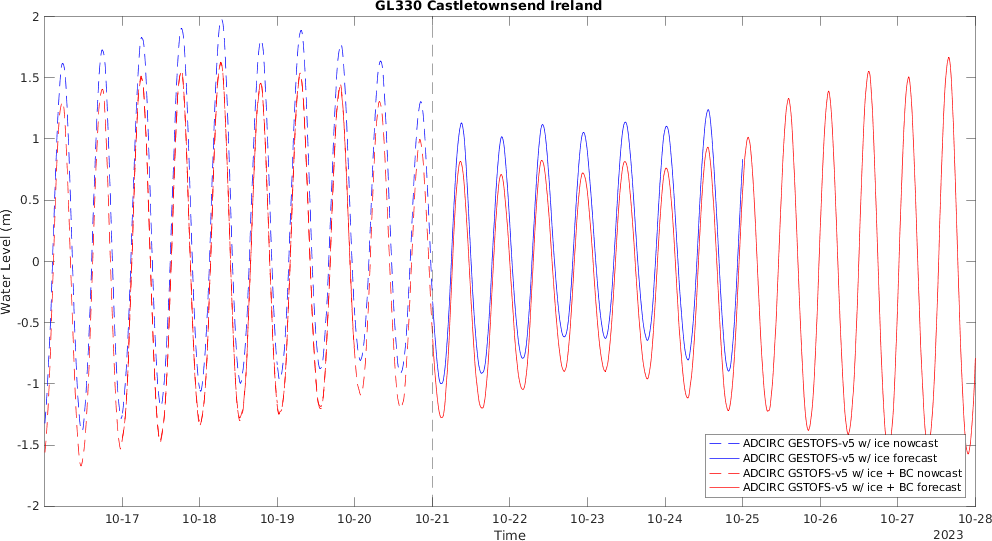 GL330 Castletownsend Ireland
2
1.5
1
0.5
0
-0.5
-1
-1.5
-2
Water Level (m)
ADCIRC GESTOFS-v5 w/ ice nowcast
ADCIRC GESTOFS-v5 w/ ice forecast
ADCIRC GSTOFS-v5 w/ ice + BC nowcast
ADCIRC GSTOFS-v5 w/ ice + BC forecast
10-17 10-18 10-19 10-20 10-21 10-22 10-23 10-24 10-25 10-26 10-27 10-28
Time
2023